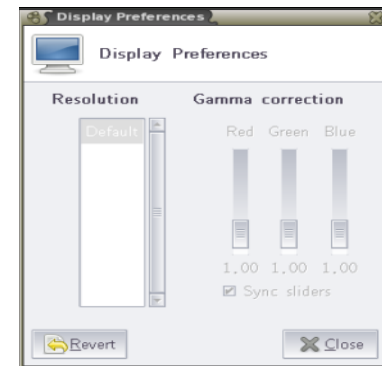 Display Preferences
Display Preferences
Resolution Gamma correction
Default Red Green Blue
1.00 1.00 1.00
Sync sliders
Revert Close